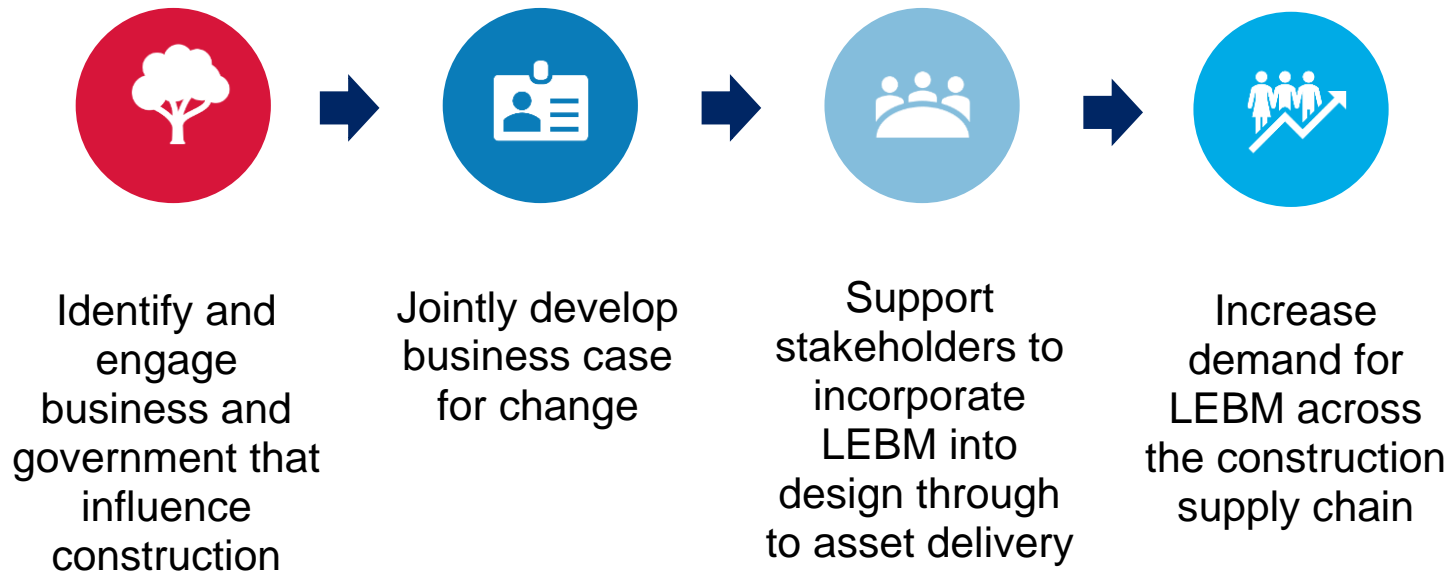 Identify and
engage
business and
government that
influence
construction
Jointly develop
business case
for change
Support
stakeholders to
incorporate
LEBM into
design through
to asset delivery
Increase
demand for
LEBM across
the construction
supply chain